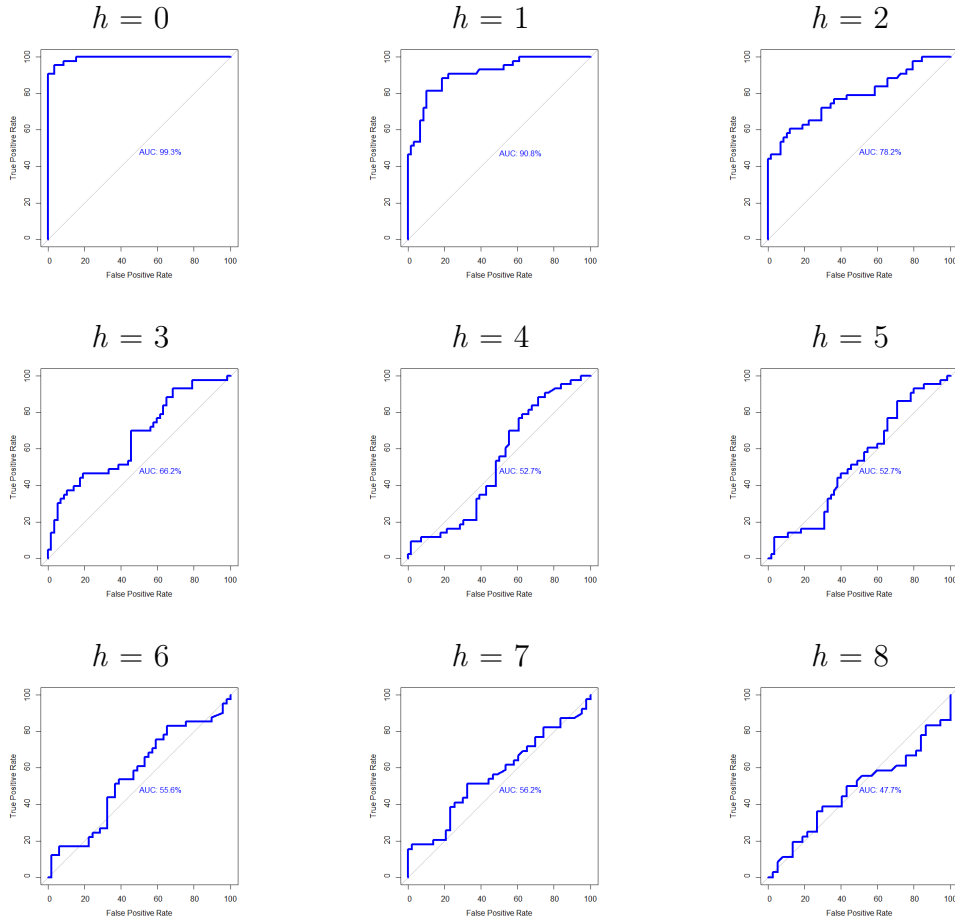 h = 0
h = 1
h = 2
100
80
60
40
20
0
True Positive Rate
AUC: 99.3%
0 20 40 60 80 100
False Positive Rate
100
80
60
40
20
0
True Positive Rate
AUC: 90.8%
0 20 40 60 80 100
False Positive Rate
100
80
60
40
20
0
True Positive Rate
AUC: 78.2%
0 20 40 60 80 100
False Positive Rate
h = 3
h = 4
h = 5
100
80
60
40
20
0
True Positive Rate
AUC: 66.2%
0 20 40 60 80 100
False Positive Rate
100
80
60
40
20
0
True Positive Rate
AUC: 52.7%
0 20 40 60 80 100
False Positive Rate
100
80
60
40
20
0
True Positive Rate
AUC: 52.7%
0 20 40 60 80 100
False Positive Rate
h = 6
h = 7
h = 8
100
80
60
40
20
0
True Positive Rate
AUC: 55.6%
0 20 40 60 80 100
False Positive Rate
100
80
60
40
20
0
True Positive Rate
AUC: 56.2%
0 20 40 60 80 100
False Positive Rate
100
80
60
40
20
0
True Positive Rate
AUC: 47.7%
0 20 40 60 80 100
False Positive Rate